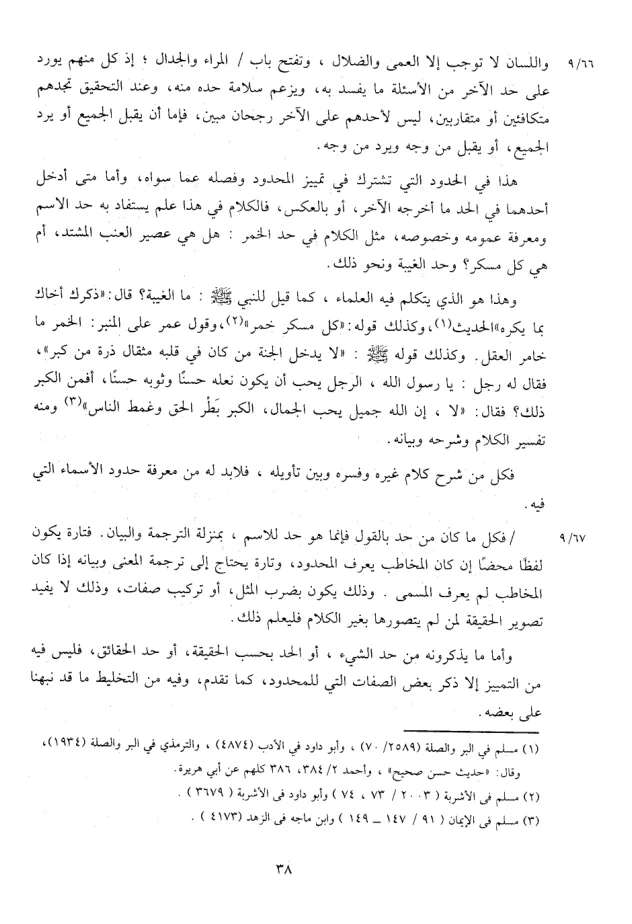 ٩/٦٦ واللسان لا توجب إلا العمى والضلال ، وتفتح باب / المراء والجدال ؛ إذ كل منهم يورد
على حد الآخر من الأسئلة ما يفسد به، ويزعم سلامة حده منه، وعند التحقيق تجدهم
متكافئين أو متقاربين، ليس لأحدهم على الآخر رجحان مبين، فإما أن يقبل الجميع أو يرد
الجميع، أو يقبل من وجه ويرد من وجه.
هذا في الحدود التي تشترك في تمييز المحدود وفصله عما سواه، وأما متى أدخل
أحدهما في الحد ما أخرجه الآخر، أو بالعكس، فالكلام في هذا علم يستفاد به حد الاسم
ومعرفة عمومه وخصوصه، مثل الكلام في حد الخمر : هل هي عصير العنب المشتد، أم
هي كل مسكر؟ وحد الغيبة ونحو ذلك.
وهذا هو الذي يتكلم فيه العلماء ، كما قيل للنبي ﷺ : ما الغيبة؟ قال: «ذكرك أخاك
بما يكره»الحديث(١)، وكذلك قوله: «كل مسكر خمر»(٢)،وقول عمر على المنبر: الخمر ما
خامر العقل. وكذلك قوله ﷺ : «لا يدخل الجنة من كان في قلبه مثقال ذرة من كبر»،
فقال له رجل : يا رسول الله ، الرجل يحب أن يكون نعله حسنًا وثوبه حسنًا، أفمن الكبر
ذلك؟ فقال: «لا ، إن الله جميل يحب الجمال، الكبر بَطْر الحق وغمط الناس»(٣) ومنه
تفسير الكلام وشرحه وبيانه.
فكل من شرح كلام غيره وفسره وبين تأويله ، فلابد له من معرفة حدود الأسماء التي
فيه.
٩/٦٧ / فكل ما كان من حد بالقول فإنما هو حد للاسم ، بمنزلة الترجمة والبيان. فتارة يكون
لفظًا محضًا إن كان المخاطب يعرف المحدود، وتارة يحتاج إلى ترجمة المعنى وبيانه إذا كان
المخاطب لم يعرف المسمى . وذلك يكون بضرب المثل، أو تركيب صفات، وذلك لا يفيد
تصوير الحقيقة لمن لم يتصورها بغير الكلام فليعلم ذلك.
وأما ما يذكرونه من حد الشيء ، أو الحد بحسب الحقيقة، أو حد الحقائق، فليس فيه
من التمييز إلا ذكر بعض الصفات التي للمحدود، كما تقدم، وفيه من التخليط ما قد نبهنا
على بعضه.
(١) مسلم في البر والصلة (٢٥٨٩/ ٧٠) ، وأبو داود في الأدب (٤٨٧٤) ، والترمذي في البر والصلة (١٩٣٤)،
وقال: «حديث حسن صحيح» ، وأحمد ٢/ ٣٨٤، ٣٨٦ كلهم عن أبي هريرة.
(٢) مسلم فى الأشربة ( ٢٠٠٣ / ٧٣ ، ٧٤ ) وأبو داود فى الأشربة ( ٣٦٧٩ ) .
(٣) مسلم فى الإيمان ( ٩١ / ١٤٧ ــ ١٤٩ ) وابن ماجه فى الزهد (٤١٧٣ ) .
٣٨